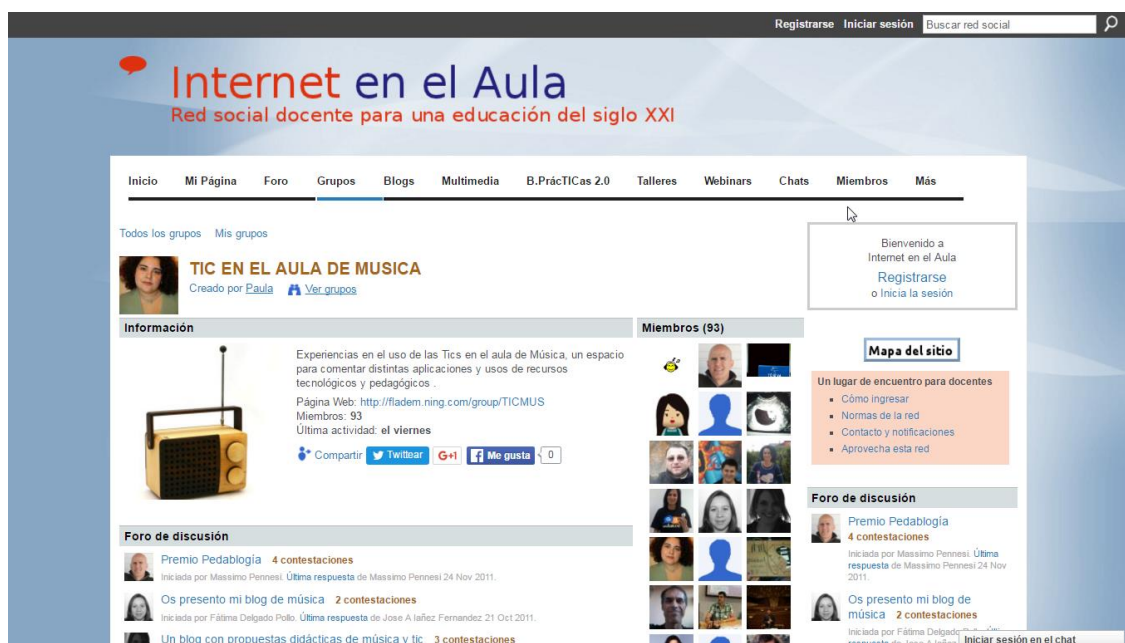 Registrarse Iniciar sesión Buscar red social
Internet en el Aula
Red social docente para una educación del siglo XXI
Inicio Mi Página Foro Grupos Blogs Multimedia B.PrácTICas 2.0 Talleres Webinars Chats Miembros Más
Todos los grupos Mis grupos
TIC EN EL AULA DE MUSICA
Creado por Paula Ver grupos
Información
Experiencias en el uso de las Tics en el aula de Música, un espacio
para comentar distintas aplicaciones y usos de recursos
tecnológicos y pedagógicos .
Página Web: http://fladem.ning.com/group/TICMUS
Miembros: 93
Última actividad: el viernes
Compartir Twittear G+1 Me gusta 0
Foro de discusión
Premio Pedablogía 4 contestaciones
Iniciada por Massimo Pennesi. Última respuesta de Massimo Pennesi 24 Nov 2011.
Os presento mi blog de música 2 contestaciones
Iniciada por Fátima Delgado Pollo. Última respuesta de Jose A Iañez Fernandez 21 Oct 2011.
Un blog con propuestas didácticas de música y tic 3 contestaciones
Miembros (93)
Bienvenido a
Internet en el Aula
Registrarse
o Inicia la sesión
Mapa del sitio
Un lugar de encuentro para docentes
Cómo ingresar
Normas de la red
Contacto y notificaciones
Aprovecha esta red
Foro de discusión
Premio Pedablogía
4 contestaciones
Iniciada por Massimo Pennesi. Última
respuesta de Massimo Pennesi 24 Nov
2011.
Os presento mi blog de
música 2 contestaciones
Iniciada por Fátima Delgado
Iniciar sesión en el chat